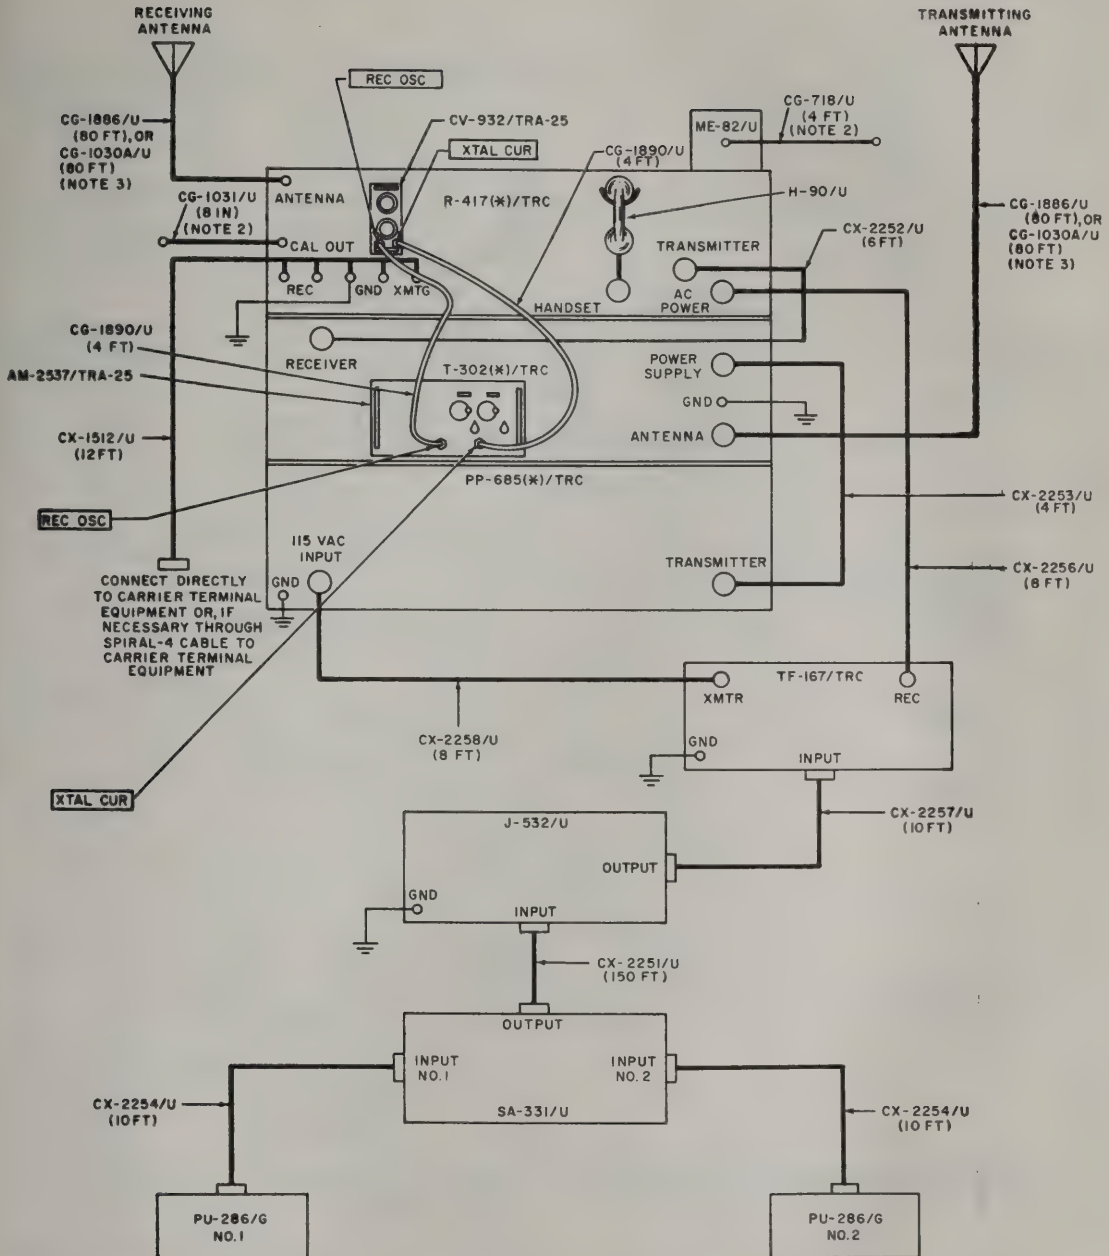 RECEIVING
ANTENNA
TRANSMITTING
ANTENNA
REC OSC
CG-1886/U
(80 FT), OR
CG-1030A/U
(80 FT)
(NOTE 3)
CV-932/TRA-25
XTAL CUR
CG-1890/U
(4 FT)
ME-82/U
CG-718/U
(4 FT)
(NOTE 2)
ANTENNA
R-417(*)/TRC
H-90/U
CG-1031/U
(8 IN)
(NOTE 2)
CAL OUT
TRANSMITTER
CX-2252/U
(6 FT)
CG-1886/U
(80 FT), OR
CG-1030A/U
(80 FT)
(NOTE 3)
REC
GND
XMTG
HANDSET
AC
POWER
CG-1890/U
(4 FT)
RECEIVER
T-302(*)/TRC
POWER
SUPPLY
AM-2537/TRA-25
GND
CX-1512/U
(12 FT)
ANTENNA
PP-685(*)/TRC
CX-2253/U
(4 FT)
REC OSC
115 VAC
INPUT
TRANSMITTER
CX-2256/U
(8 FT)
GND
CONNECT DIRECTLY
TO CARRIER TERMINAL
EQUIPMENT OR, IF
NECESSARY THROUGH
SPIRAL-4 CABLE TO
CARRIER TERMINAL
EQUIPMENT
XMTR
TF-167/TRC
REC
CX-2258/U
(8 FT)
GND
INPUT
XTAL CUR
J-532/U
CX-2257/U
(10 FT)
OUTPUT
GND
INPUT
CX-2251/U
(150 FT)
OUTPUT
INPUT
NO. 1
INPUT
NO. 2
CX-2254/U
(10 FT)
SA-331/U
CX-2254/U
(10 FT)
PU-286/G
NO. 1
PU-286/G
NO. 2